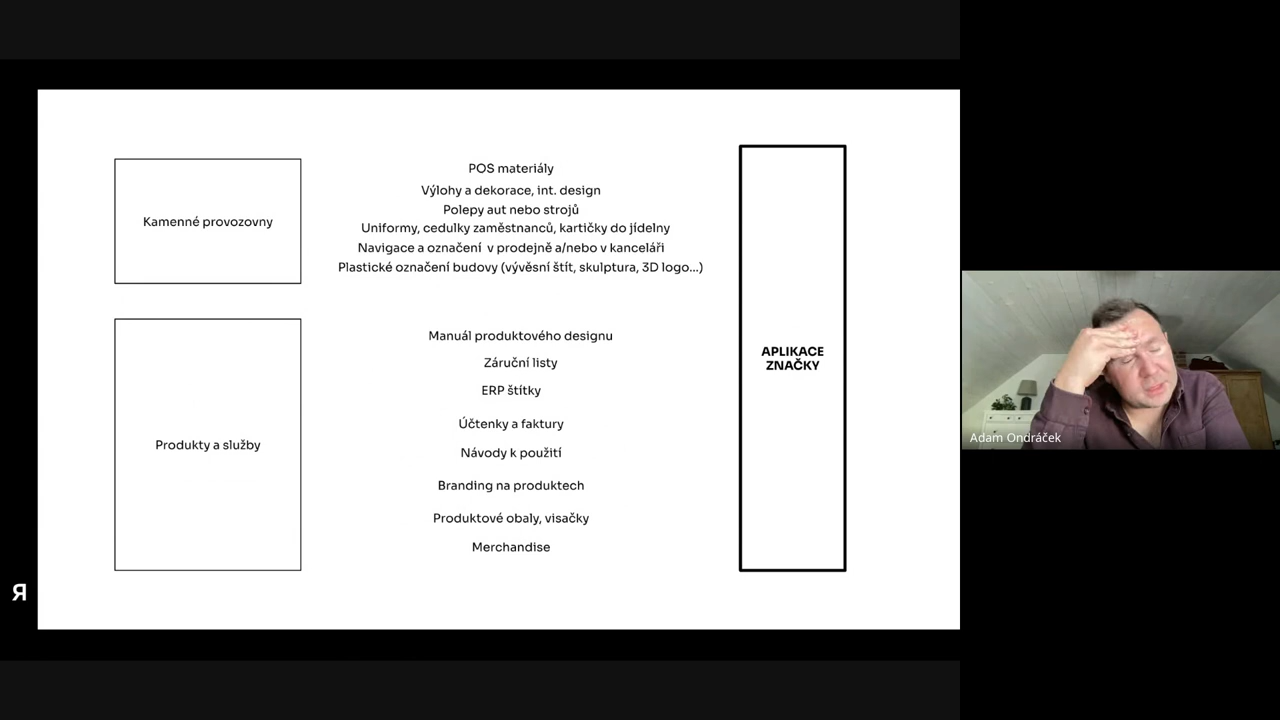 Kamenné provozovny
POS materiály
Výlohy a dekorace, int. design
Polepy aut nebo strojů
Uniformy, cedulky zaměstnanců, kartičky do jídelny
Navigace a označení v prodejně a/nebo v kanceláři
Plastické označení budovy (vývěsní štít, skulptura, 3D logo...)
Produkty a služby
Manuál produktového designu
Záruční listy
ERP štítky
Účtenky a faktury
Návody k použití
Branding na produktech
Produktové obaly, visačky
Merchandise
APLIKACE
ZNAČKY
Я
Adam Ondráček